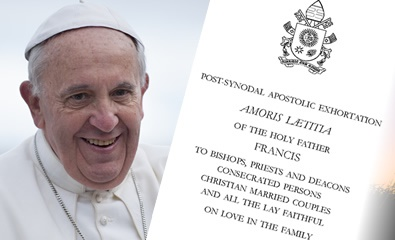 POST-SYNODAL APOSTOLIC EXHORTATION
AMORIS LÆTITIA
OF THE HOLY FATHER
FRANCIS
TO BISHOPS, PRIESTS AND DEACONS
CONSECRATED PERSONS
CHRISTIAN MARRIED COUPLES
AND ALL THE LAY FAITHFUL
ON LOVE IN THE FAMILY